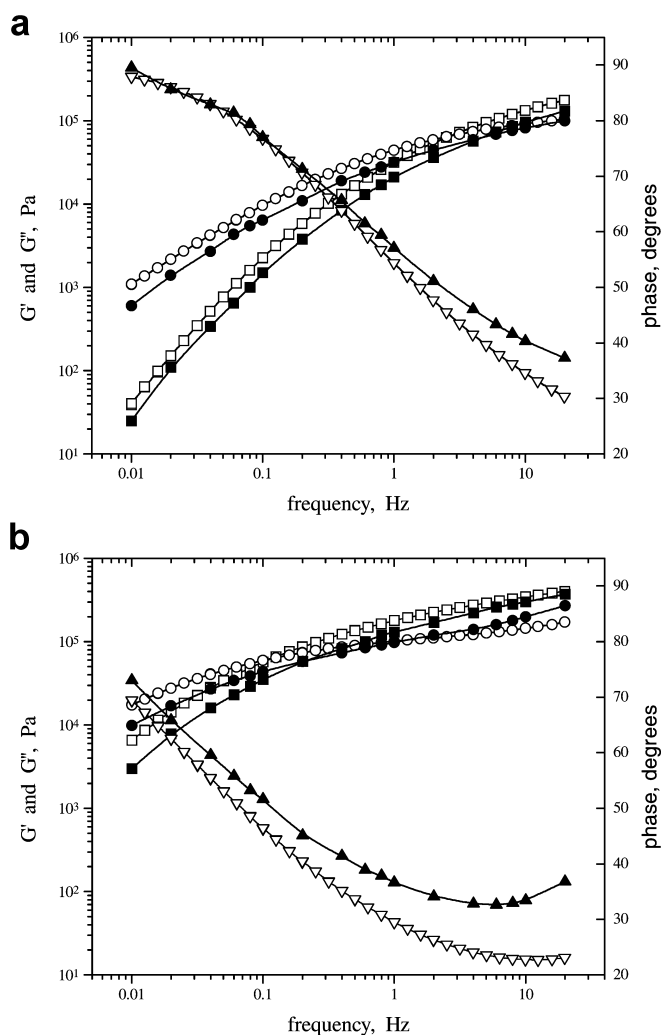 a
10⁶
10⁵
10⁴
10³
10²
10¹
G' and G'', Pa
90
80
70
60
50
40
30
20
phase, degrees
0.01 0.1 1 10
frequency, Hz
b
10⁶
10⁵
10⁴
10³
10²
10¹
G' and G'', Pa
90
80
70
60
50
40
30
20
phase, degrees
0.01 0.1 1 10
frequency, Hz